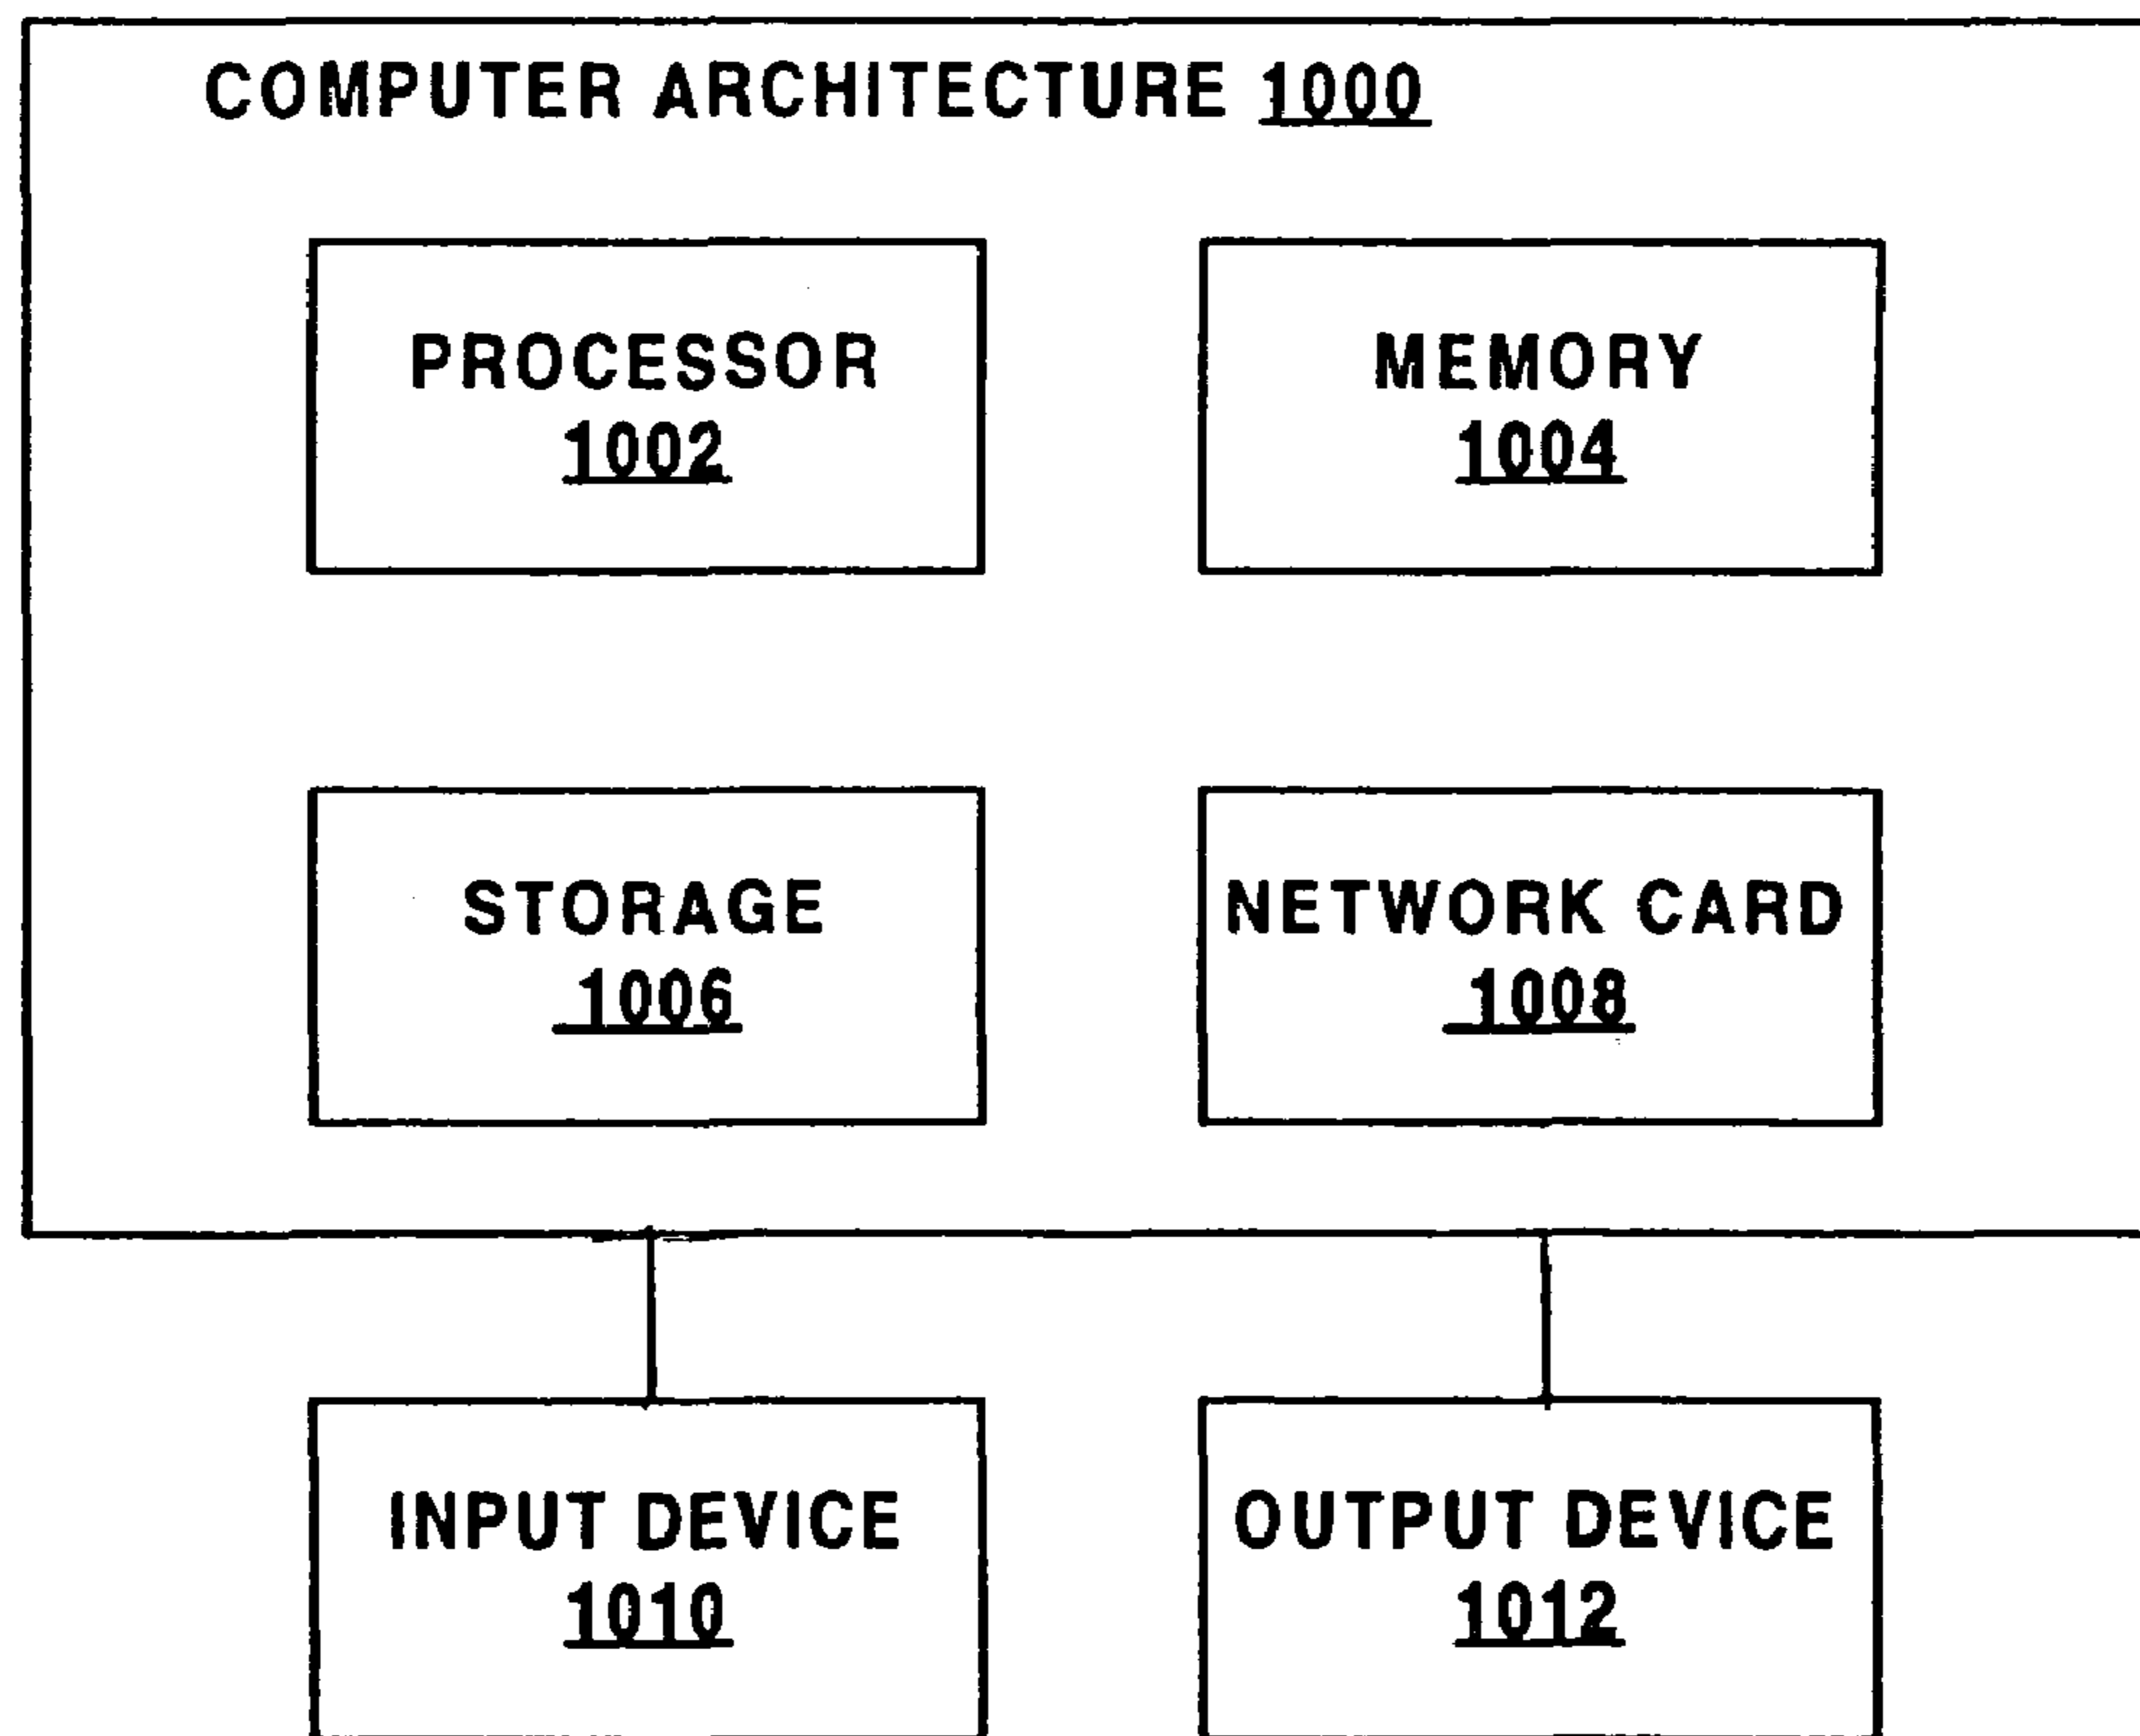 COMPUTER ARCHITECTURE 1000
PROCESSOR
1002
MEMORY
1004
STORAGE
1006
NETWORK CARD
1008
INPUT DEVICE
1010
OUTPUT DEVICE
1012